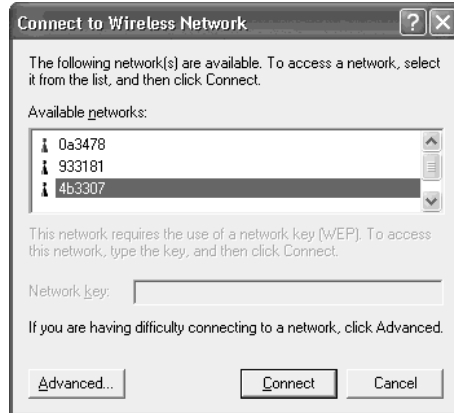 Connect to Wireless Network
The following network(s) are available. To access a network, select
it from the list, and then click Connect.
Available networks:
0a3478
933181
4b3307
This network requires the use of a network key (WEP). To access
this network, type the key, and then click Connect.
Network key:
If you are having difficulty connecting to a network, click Advanced.
Advanced... Connect Cancel